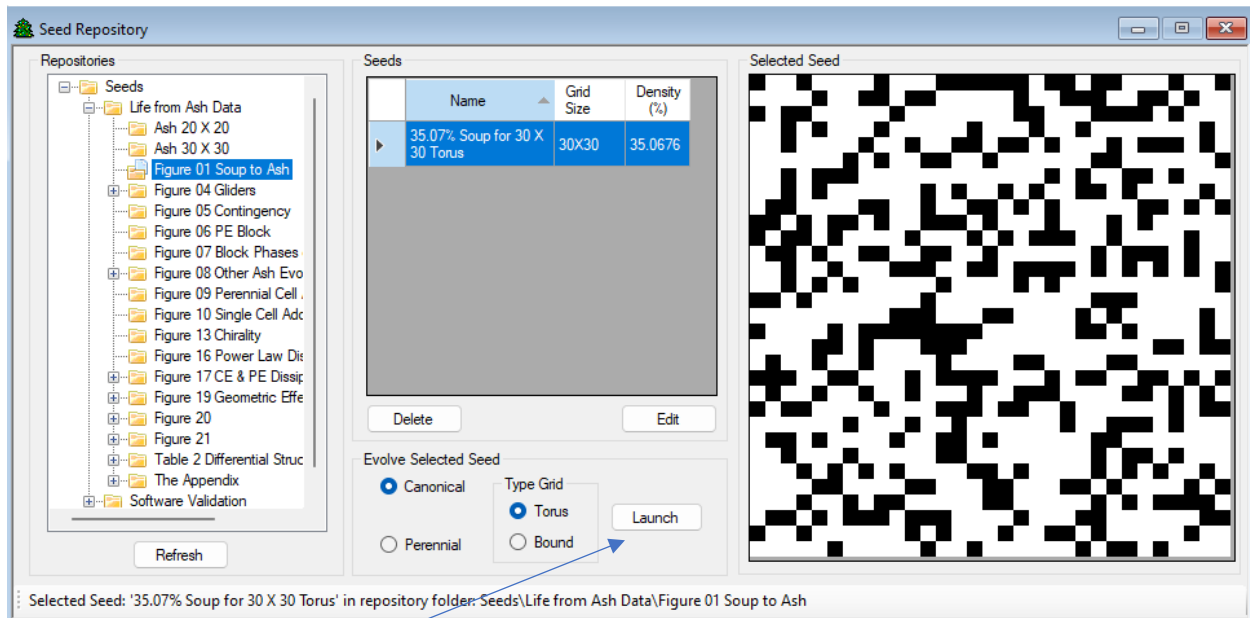 Seed Repository
Repositories
Seeds
Life from Ash Data
Ash 20 X 20
Ash 30 X 30
Figure 01 Soup to Ash
Figure 04 Gliders
Figure 05 Contingency
Figure 06 PE Block
Figure 07 Block Phases
Figure 08 Other Ash Evo
Figure 09 Perennial Cell
Figure 10 Single Cell Adc
Figure 13 Chirality
Figure 16 Power Law Dis
Figure 17 CE & PE Dissip
Figure 19 Geometric Effe
Figure 20
Figure 21
Table 2 Differential Struc
The Appendix
Software Validation
Refresh
Seeds
Name
Grid
Size
Density
(%)
35.07% Soup for 30 X
30 Torus
30X30
35.0676
Delete
Edit
Evolve Selected Seed
Canonical
Perennial
Type Grid
Torus
Bound
Launch
Selected Seed
Selected Seed: '35.07% Soup for 30 X 30 Torus' in repository folder: Seeds\Life from Ash Data\Figure 01 Soup to Ash